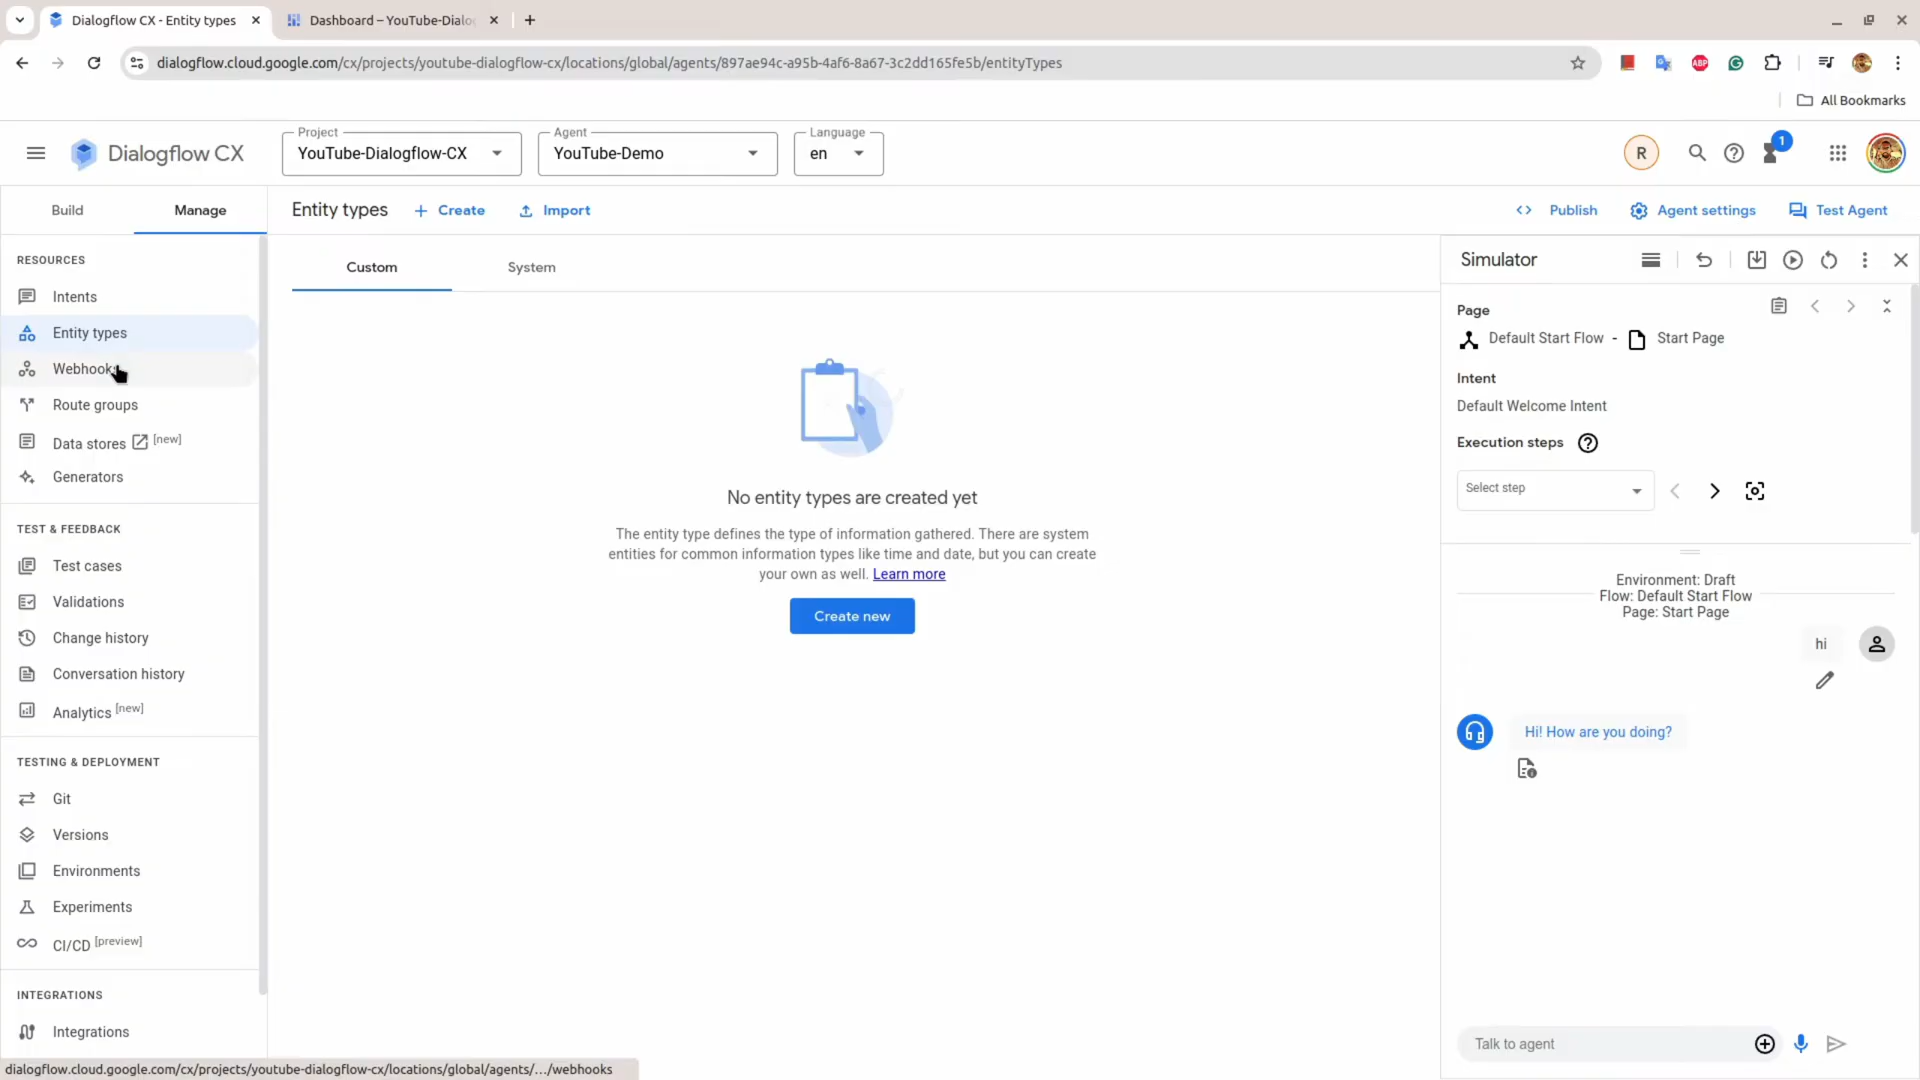 Dialogflow CX - Entity types
Dashboard – YouTube-Dialo
dialogflow.cloud.google.com/cx/projects/youtube-dialogflow-cx/locations/global/agents/897ae94c-a95b-4af6-8a67-3c2dd165fe5b/entityTypes
ABP
All Bookmarks
Dialogflow CX
Project
YouTube-Dialogflow-CX
Agent
YouTube-Demo
Language
en
R
1
Build
Manage
Entity types
Create
Import
Publish
Agent settings
Test Agent
RESOURCES
Intents
Entity types
Webhooks
Route groups
Data stores [new]
Generators
TEST & FEEDBACK
Test cases
Validations
Change history
Conversation history
Analytics [new]
TESTING & DEPLOYMENT
Git
Versions
Environments
Experiments
CI/CD [preview]
INTEGRATIONS
Integrations
Custom
System
No entity types are created yet
The entity type defines the type of information gathered. There are system
entities for common information types like time and date, but you can create
your own as well. Learn more
Create new
Simulator
Page
Default Start Flow - Start Page
Intent
Default Welcome Intent
Execution steps
Select step
Environment: Draft
Flow: Default Start Flow
Page: Start Page
hi
Hi! How are you doing?
Talk to agent
dialogflow.cloud.google.com/cx/projects/youtube-dialogflow-cx/locations/global/agents/…/webhooks